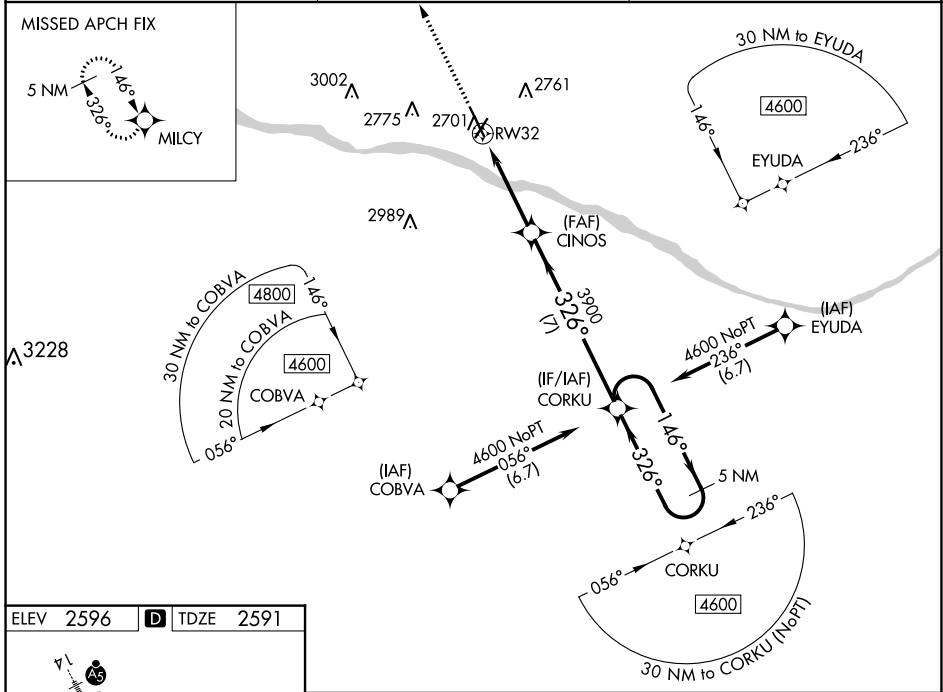 MISSED APCH FIX
5 NM
146°
326°
MILCY
3002
2775
2701
2761
RW32
30 NM to EYUDA
4600
146°
236°
EYUDA
2989
(FAF)
CINOS
3900
326°
(7)
30 NM to COBVA
4800
146°
20 NM to COBVA
4600
COBVA
056°
3228
(IAF)
EYUDA
4600 NoPT
236°
(6.7)
(IF/IAF)
CORKU
146°
326°
5 NM
4600 NoPT
056°
(6.7)
(IAF)
COBVA
236°
056°
CORKU
4600
30 NM to CORKU (NoPT)
ELEV 2596 D TDZE 2591
14
A5